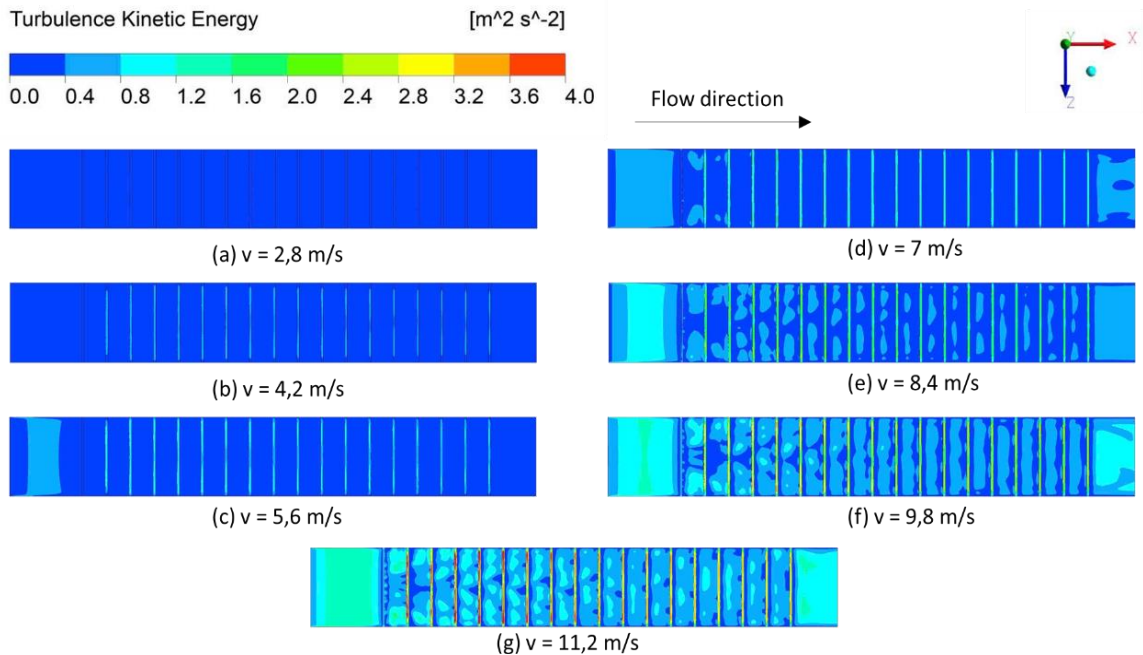 Turbulence Kinetic Energy [m^2 s^-2]
0.0 0.4 0.8 1.2 1.6 2.0 2.4 2.8 3.2 3.6 4.0
Y X
Z
Flow direction
(a) v = 2,8 m/s
(d) v = 7 m/s
(b) v = 4,2 m/s
(e) v = 8,4 m/s
(c) v = 5,6 m/s
(f) v = 9,8 m/s
(g) v = 11,2 m/s